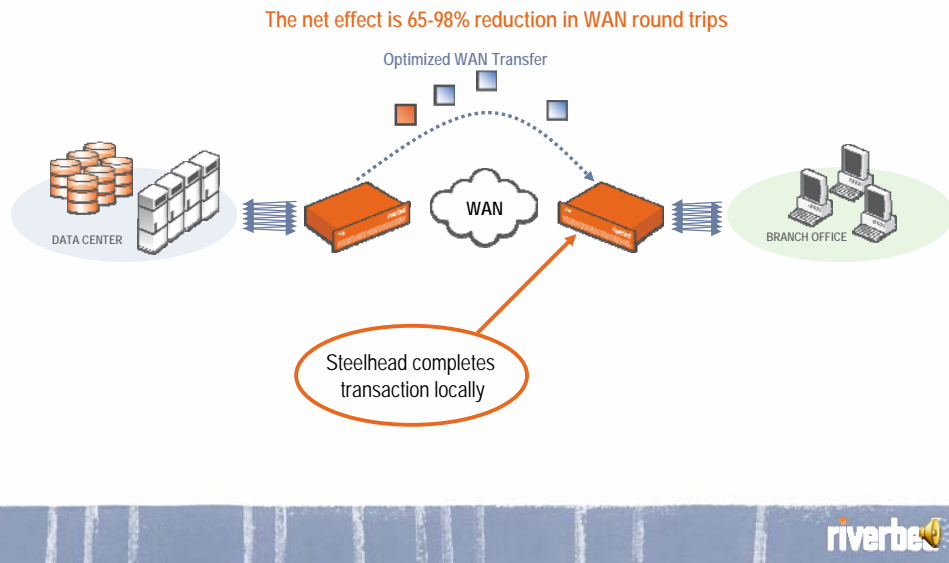 The net effect is 65-98% reduction in WAN round trips
Optimized WAN Transfer
WAN
DATA CENTER
BRANCH OFFICE
Steelhead completes
transaction locally